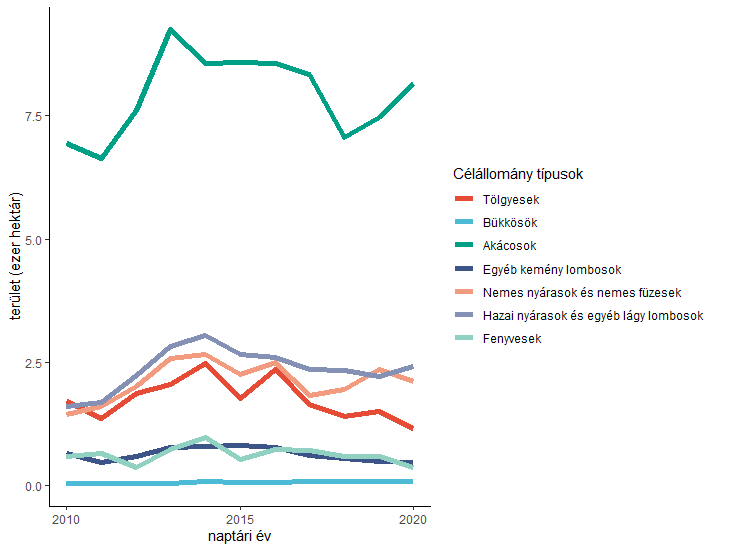 7.5
5.0
2.5
0.0
terület (ezer hektár)
2010
2015
2020
naptári év
Célállomány típusok
Tölgyesek
Bükkösök
Akácosok
Egyéb kemény lombosok
Nemes nyárasok és nemes füzesek
Hazai nyárasok és egyéb lágy lombosok
Fenyvesek